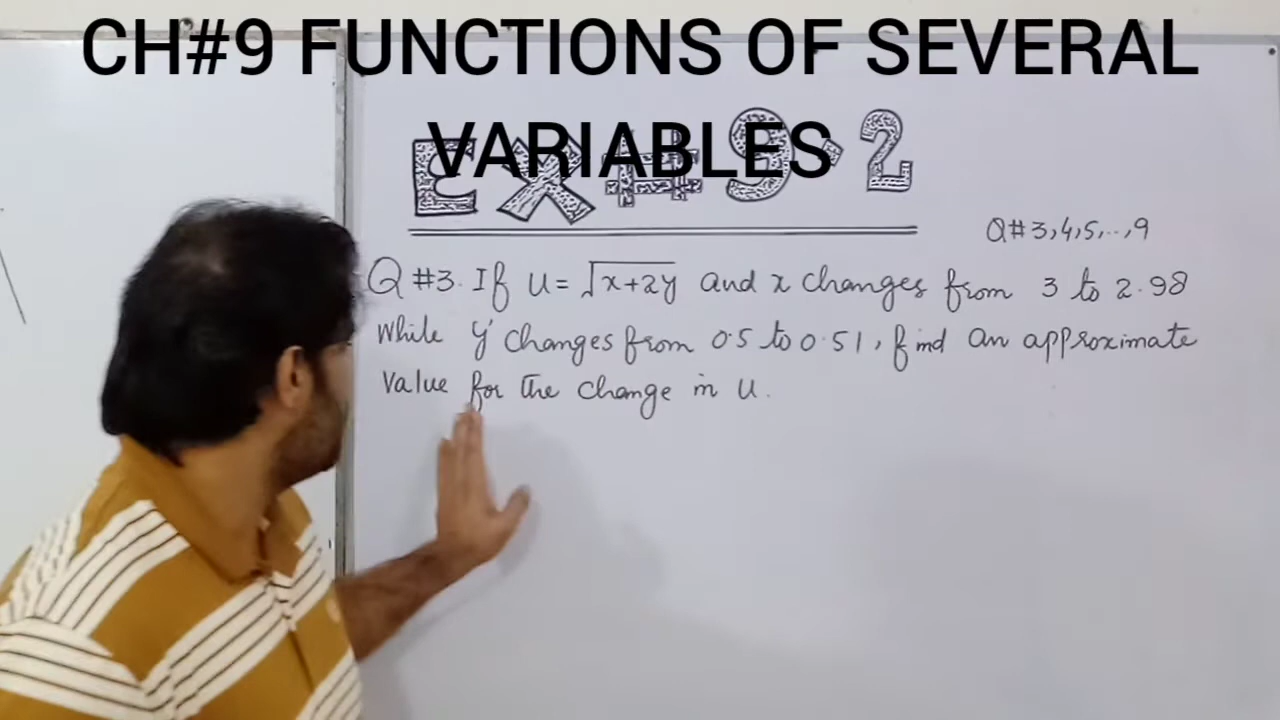 CH#9 FUNCTIONS OF SEVERAL
VARIABLES
EX # 9.2
Q#3,4,5,...,9
Q #3. If u = √x+2y and x changes from 3 to 2.98
While y changes from 0.5 to 0.51, find an approximate
Value for the change in u.